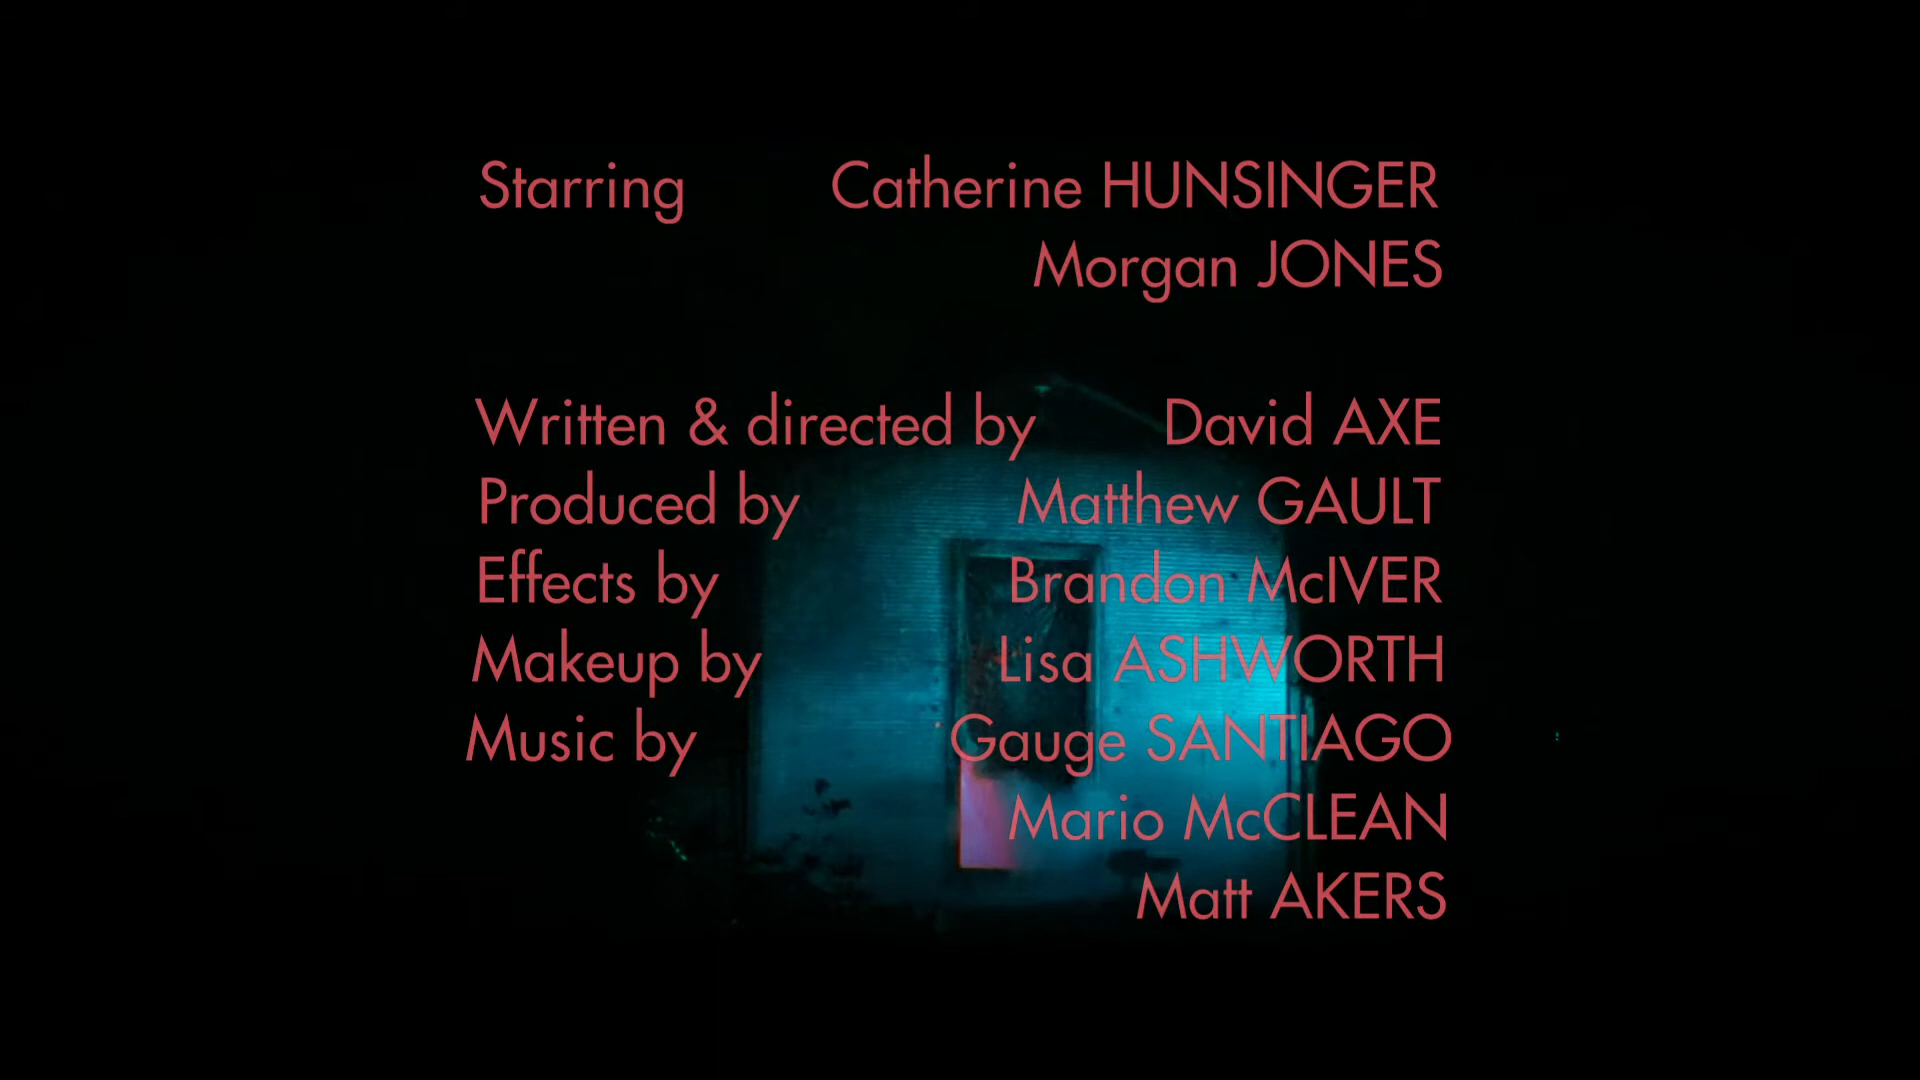 Starring Catherine HUNSINGER
Morgan JONES
Written & directed by David AXE
Produced by Matthew GAULT
Effects by Brandon McIVER
Makeup by Lisa ASHWORTH
Music by Gauge SANTIAGO
Mario McCLEAN
Matt AKERS